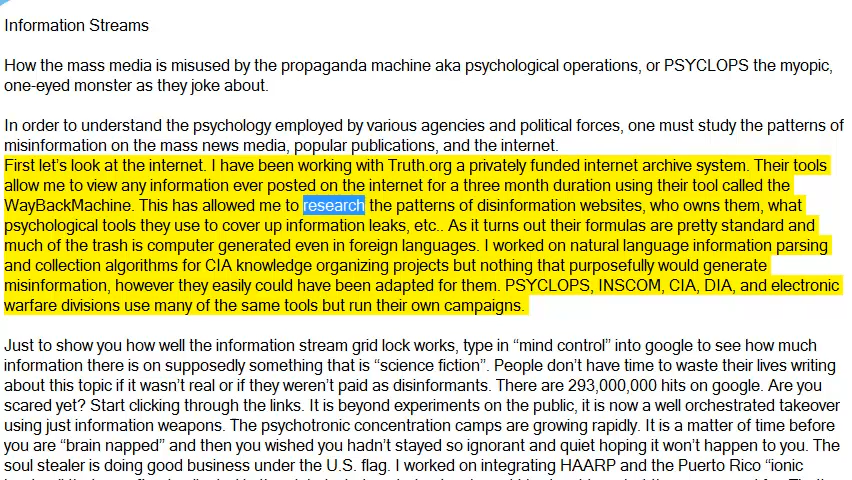 Information Streams
How the mass media is misused by the propaganda machine aka psychological operations, or PSYCLOPS the myopic,
one-eyed monster as they joke about.
In order to understand the psychology employed by various agencies and political forces, one must study the patterns of
misinformation on the mass news media, popular publications, and the internet.
First let's look at the internet. I have been working with Truth.org a privately funded internet archive system. Their tools
allow me to view any information ever posted on the internet for a three month duration using their tool called the
WayBackMachine. This has allowed me to research the patterns of disinformation websites, who owns them, what
psychological tools they use to cover up information leaks, etc.. As it turns out their formulas are pretty standard and
much of the trash is computer generated even in foreign languages. I worked on natural language information parsing
and collection algorithms for CIA knowledge organizing projects but nothing that purposefully would generate
misinformation, however they easily could have been adapted for them. PSYCLOPS, INSCOM, CIA, DIA, and electronic
warfare divisions use many of the same tools but run their own campaigns.
Just to show you how well the information stream grid lock works, type in “mind control” into google to see how much
information there is on supposedly something that is “science fiction”. People don't have time to waste their lives writing
about this topic if it wasn't real or if they weren't paid as disinformants. There are 293,000,000 hits on google. Are you
scared yet? Start clicking through the links. It is beyond experiments on the public, it is now a well orchestrated takeover
using just information weapons. The psychotronic concentration camps are growing rapidly. It is a matter of time before
you are “brain napped” and then you wished you hadn't stayed so ignorant and quiet hoping it won't happen to you. The
soul stealer is doing good business under the U.S. flag. I worked on integrating HAARP and the Puerto Rico “ionic